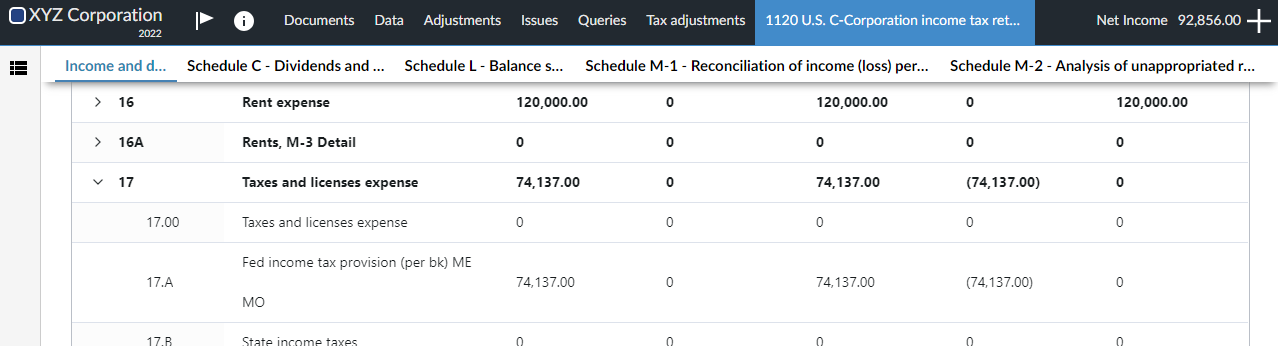 XYZ Corporation
2022
Documents Data Adjustments Issues Queries Tax adjustments 1120 U.S. C-Corporation income tax ret... Net Income 92,856.00
Income and d... Schedule C - Dividends and ... Schedule L - Balance s... Schedule M-1 - Reconciliation of income (loss) per... Schedule M-2 - Analysis of unappropriated r...
16 Rent expense 120,000.00 0 120,000.00 0 120,000.00
16A Rents, M-3 Detail 0 0 0 0 0
17 Taxes and licenses expense 74,137.00 0 74,137.00 (74,137.00) 0
17.00 Taxes and licenses expense 0 0 0 0 0
Fed income tax provision (per bk) ME
17.A 74,137.00 0 74,137.00 (74,137.00) 0
MO
17.B State income taxes 0 0 0 0 0